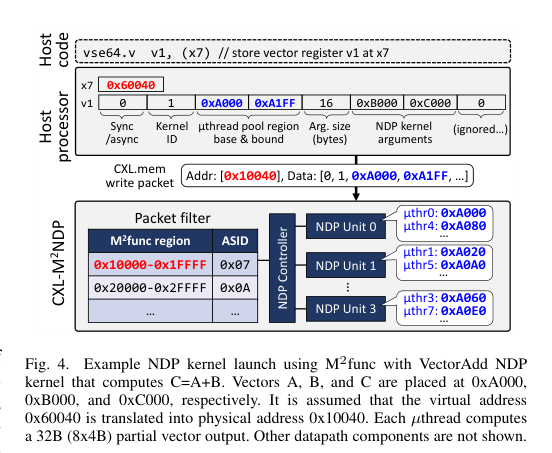 Host code
vse64.v v1, (x7) // store vector register v1 at x7
Host processor
x7 0x60040
v1 0 1 0xA000 0xA1FF 16 0xB000 0xC000 0
Sync /async
Kernel ID
μthread pool region base & bound
Arg. size (bytes)
NDP kernel arguments
(ignored...)
CXL.mem write packet
Addr: [0x10040], Data: [0, 1, 0xA000, 0xA1FF, …]
CXL-M²NDP
Packet filter
M²func region ASID
0x10000-0x1FFFF 0x07
0x20000-0x2FFFF 0x0A
… …
NDP Controller
NDP Unit 0
μthr0: 0xA000
μthr4: 0xA080
…
NDP Unit 1
μthr1: 0xA020
μthr5: 0xA0A0
…
⋮
NDP Unit 3
μthr3: 0xA060
μthr7: 0xA0E0
…
f
Fig. 4. Example NDP kernel launch using M²func with VectorAdd NDP
kernel that computes C=A+B. Vectors A, B, and C are placed at 0xA000,
0xB000, and 0xC000, respectively. It is assumed that the virtual address
0x60040 is translated into physical address 0x10040. Each μthread computes
a 32B (8x4B) partial vector output. Other datapath components are not shown.